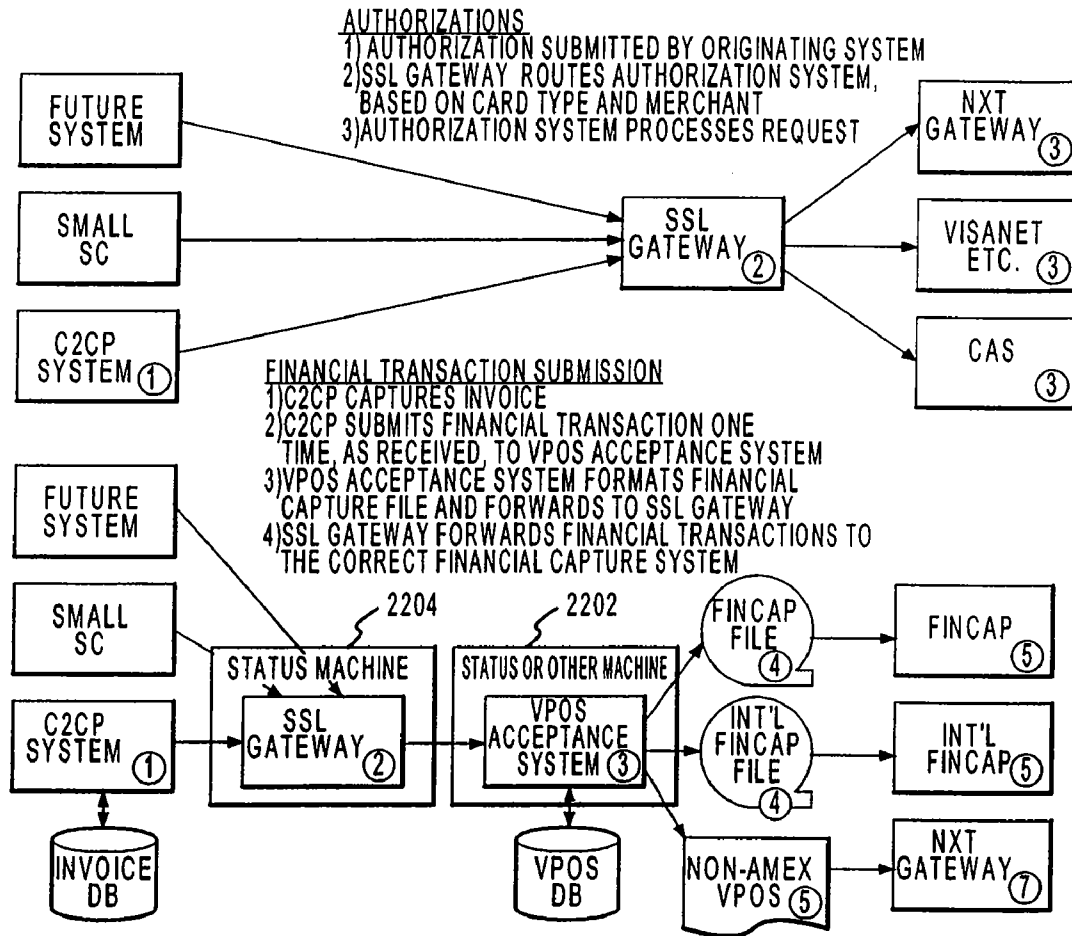 AUTHORIZATIONS
1) AUTHORIZATION SUBMITTED BY ORIGINATING SYSTEM
2) SSL GATEWAY ROUTES AUTHORIZATION SYSTEM,
BASED ON CARD TYPE AND MERCHANT
3) AUTHORIZATION SYSTEM PROCESSES REQUEST
FUTURE
SYSTEM
SMALL
SC
C2CP
SYSTEM 1
SSL
GATEWAY 2
NXT
GATEWAY 3
VISANET
ETC. 3
CAS
3
FINANCIAL TRANSACTION SUBMISSION
1) C2CP CAPTURES INVOICE
2) C2CP SUBMITS FINANCIAL TRANSACTION ONE
TIME, AS RECEIVED, TO VPOS ACCEPTANCE SYSTEM
3) VPOS ACCEPTANCE SYSTEM FORMATS FINANCIAL
CAPTURE FILE AND FORWARDS TO SSL GATEWAY
4) SSL GATEWAY FORWARDS FINANCIAL TRANSACTIONS TO
THE CORRECT FINANCIAL CAPTURE SYSTEM
FUTURE
SYSTEM
SMALL
SC
C2CP
SYSTEM 1
INVOICE
DB
2204
STATUS MACHINE
SSL
GATEWAY
2
2202
STATUS OR OTHER MACHINE
VPOS
ACCEPTANCE
SYSTEM 3
VPOS
DB
FINCAP
FILE
4
INT'L
FINCAP
FILE
4
NON-AMEX
VPOS 5
FINCAP
5
INT'L
FINCAP 5
NXT
GATEWAY
7